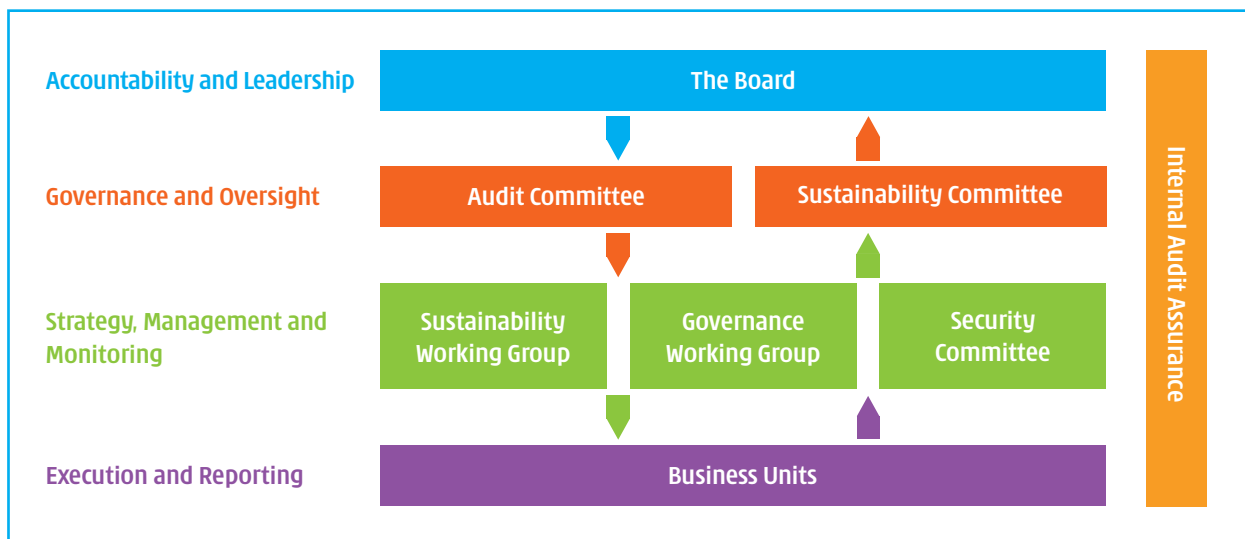 Accountability and Leadership
The Board
Governance and Oversight
Audit Committee
Sustainability Committee
Strategy, Management and
Monitoring
Sustainability
Working Group
Governance
Working Group
Security
Committee
Execution and Reporting
Business Units
Internal Audit Assurance